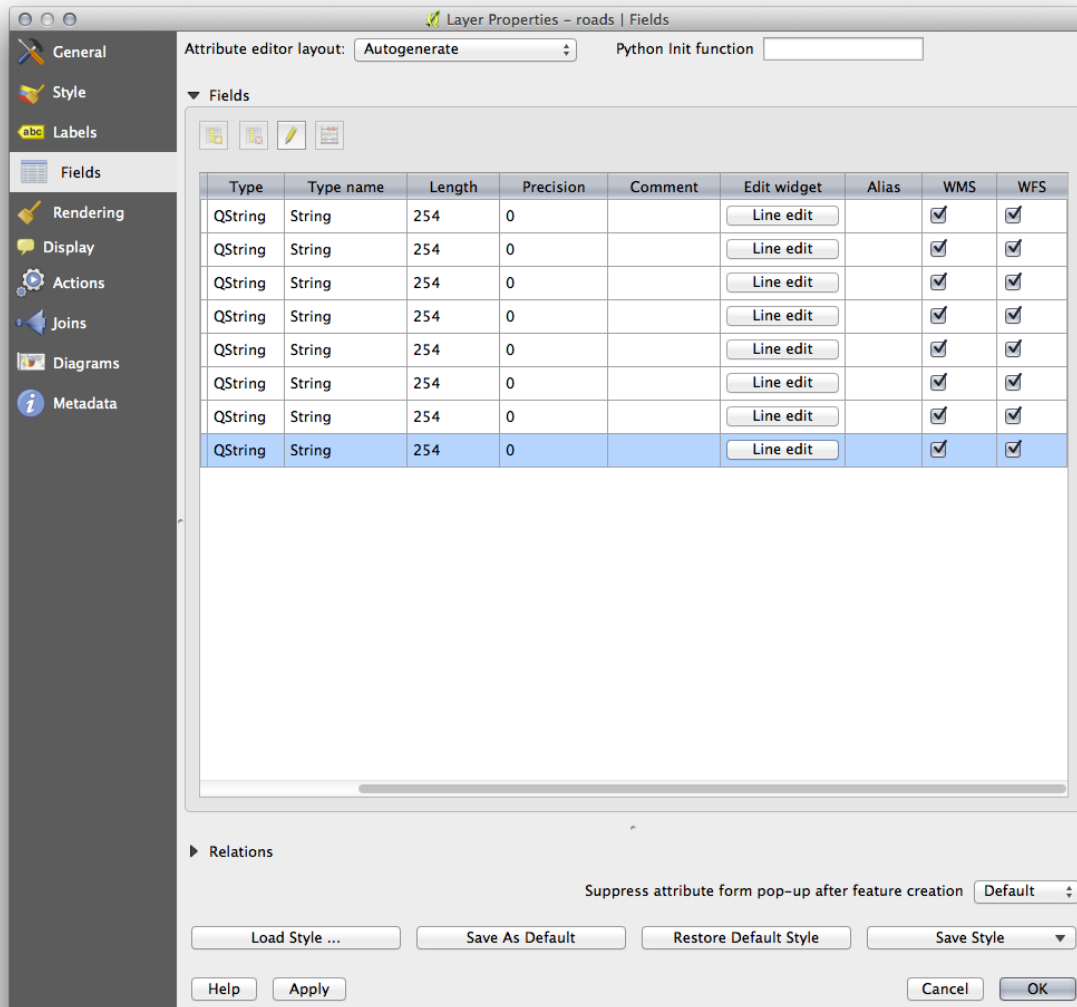 Layer Properties – roads | Fields
General
Style
abc Labels
Fields
Rendering
Display
Actions
Joins
Diagrams
i Metadata
Attribute editor layout: Autogenerate Python Init function
Fields
Type Type name Length Precision Comment Edit widget Alias WMS WFS
QString String 254 0 Line edit
QString String 254 0 Line edit
QString String 254 0 Line edit
QString String 254 0 Line edit
QString String 254 0 Line edit
QString String 254 0 Line edit
QString String 254 0 Line edit
QString String 254 0 Line edit
Relations
Suppress attribute form pop-up after feature creation Default
Load Style ... Save As Default Restore Default Style Save Style
Help Apply Cancel OK